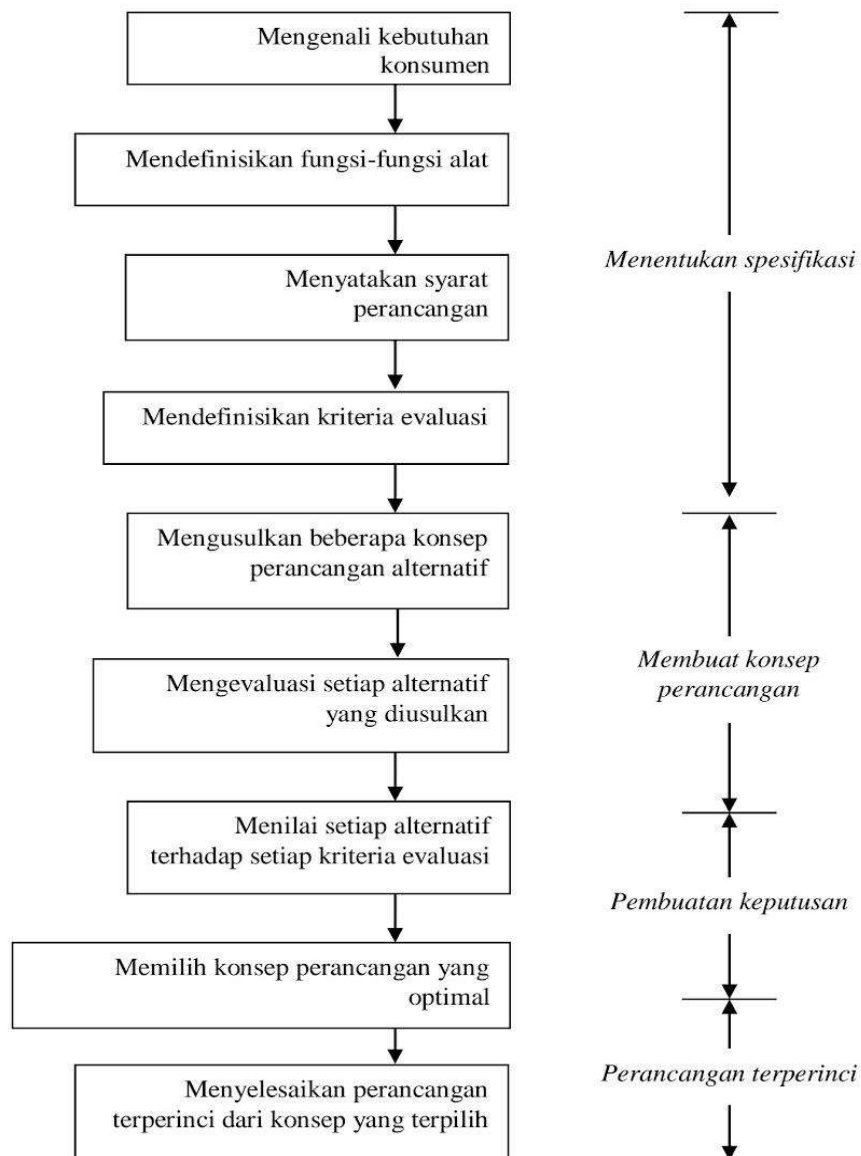 Mengenali kebutuhan
konsumen
Mendefinisikan fungsi-fungsi alat
Menyatakan syarat
perancangan
Mendefinisikan kriteria evaluasi
Mengusulkan beberapa konsep
perancangan alternatif
Mengevaluasi setiap alternatif
yang diusulkan
Menilai setiap alternatif
terhadap setiap kriteria evaluasi
Memilih konsep perancangan yang
optimal
Menyelesaikan perancangan
terperinci dari konsep yang terpilih
Menentukan spesifikasi
Membuat konsep
perancangan
Pembuatan keputusan
Perancangan terperinci